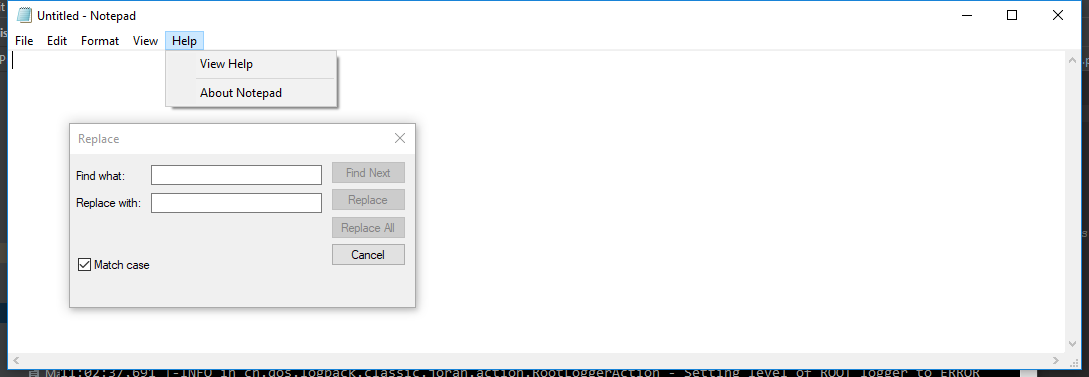 Untitled - Notepad
File Edit Format View Help
View Help
About Notepad
Replace
Find what:
Find Next
Replace with:
Replace
Replace All
Cancel
Match case
11:02:37.691 |-INFO in ch.qos.logback.classic.joran.action.RootLoggerAction - Setting level of ROOT logger to ERROR